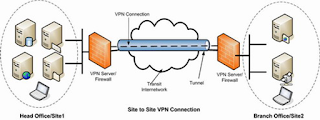 VPN Connection
VPN Server/
Firewall
Transit
Internetwork
Tunnel
VPN Server/
Firewall
Site to Site VPN Connection
Head Office/Site1
Branch Office/Site2